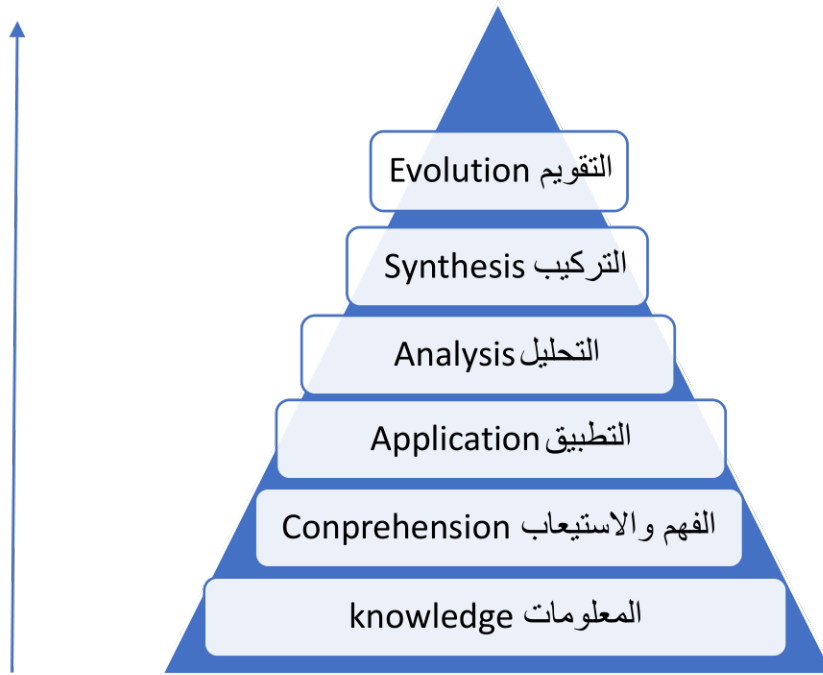 التقويم Evolution
التركيب Synthesis
التحليل Analysis
التطبيق Application
الفهم والاستيعاب Conprehension
المعلومات knowledge